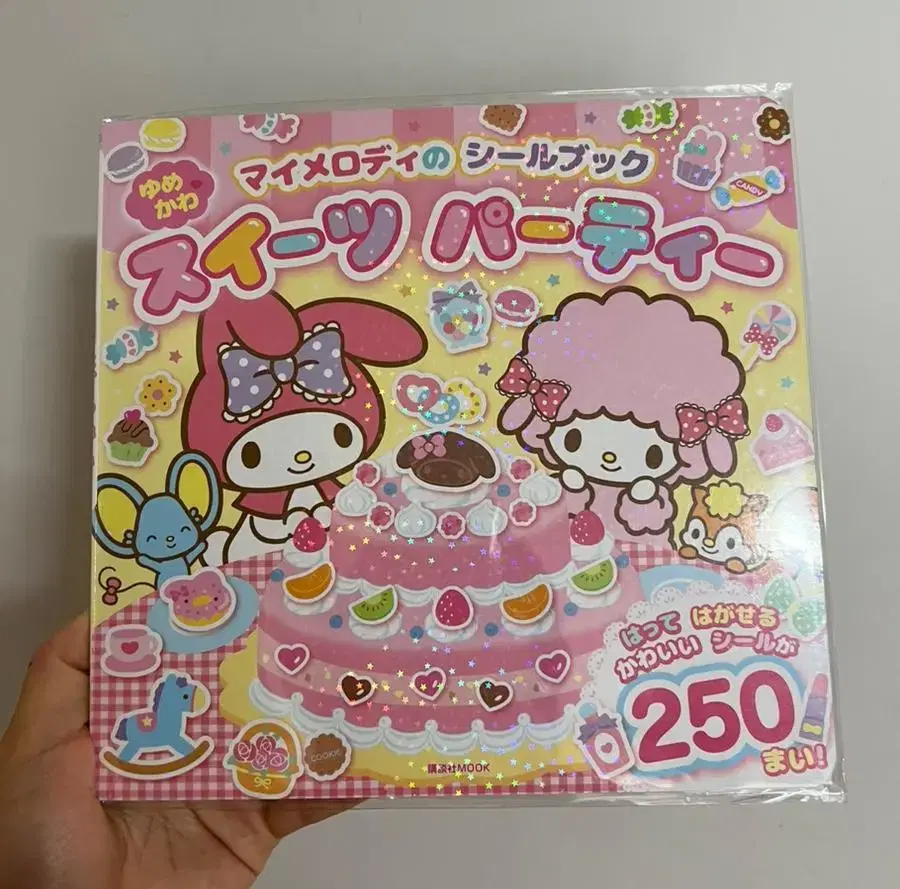 マイメロディの シールブック
ゆめ
かわ
スイーツ パーティー
CANDY
はって はがせる
かわいい シールが
250
まい!
COOKIE
講談社MOOK